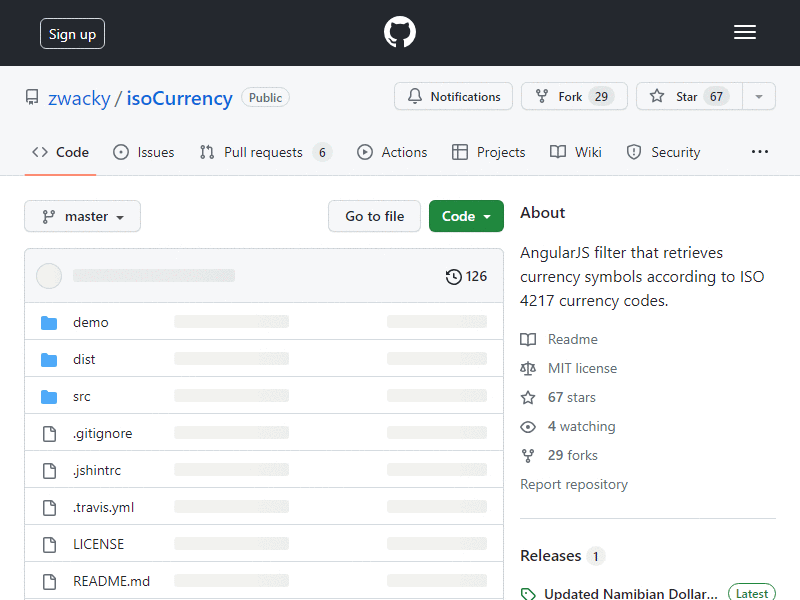 Sign up
zwacky / isoCurrency Public
Notifications Fork 29 Star 67
Code Issues Pull requests 6 Actions Projects Wiki Security
master Go to file Code
126
demo
dist
src
.gitignore
.jshintrc
.travis.yml
LICENSE
README.md
About
AngularJS filter that retrieves
currency symbols according to ISO
4217 currency codes.
Readme
MIT license
67 stars
4 watching
29 forks
Report repository
Releases 1
Updated Namibian Dollar... Latest